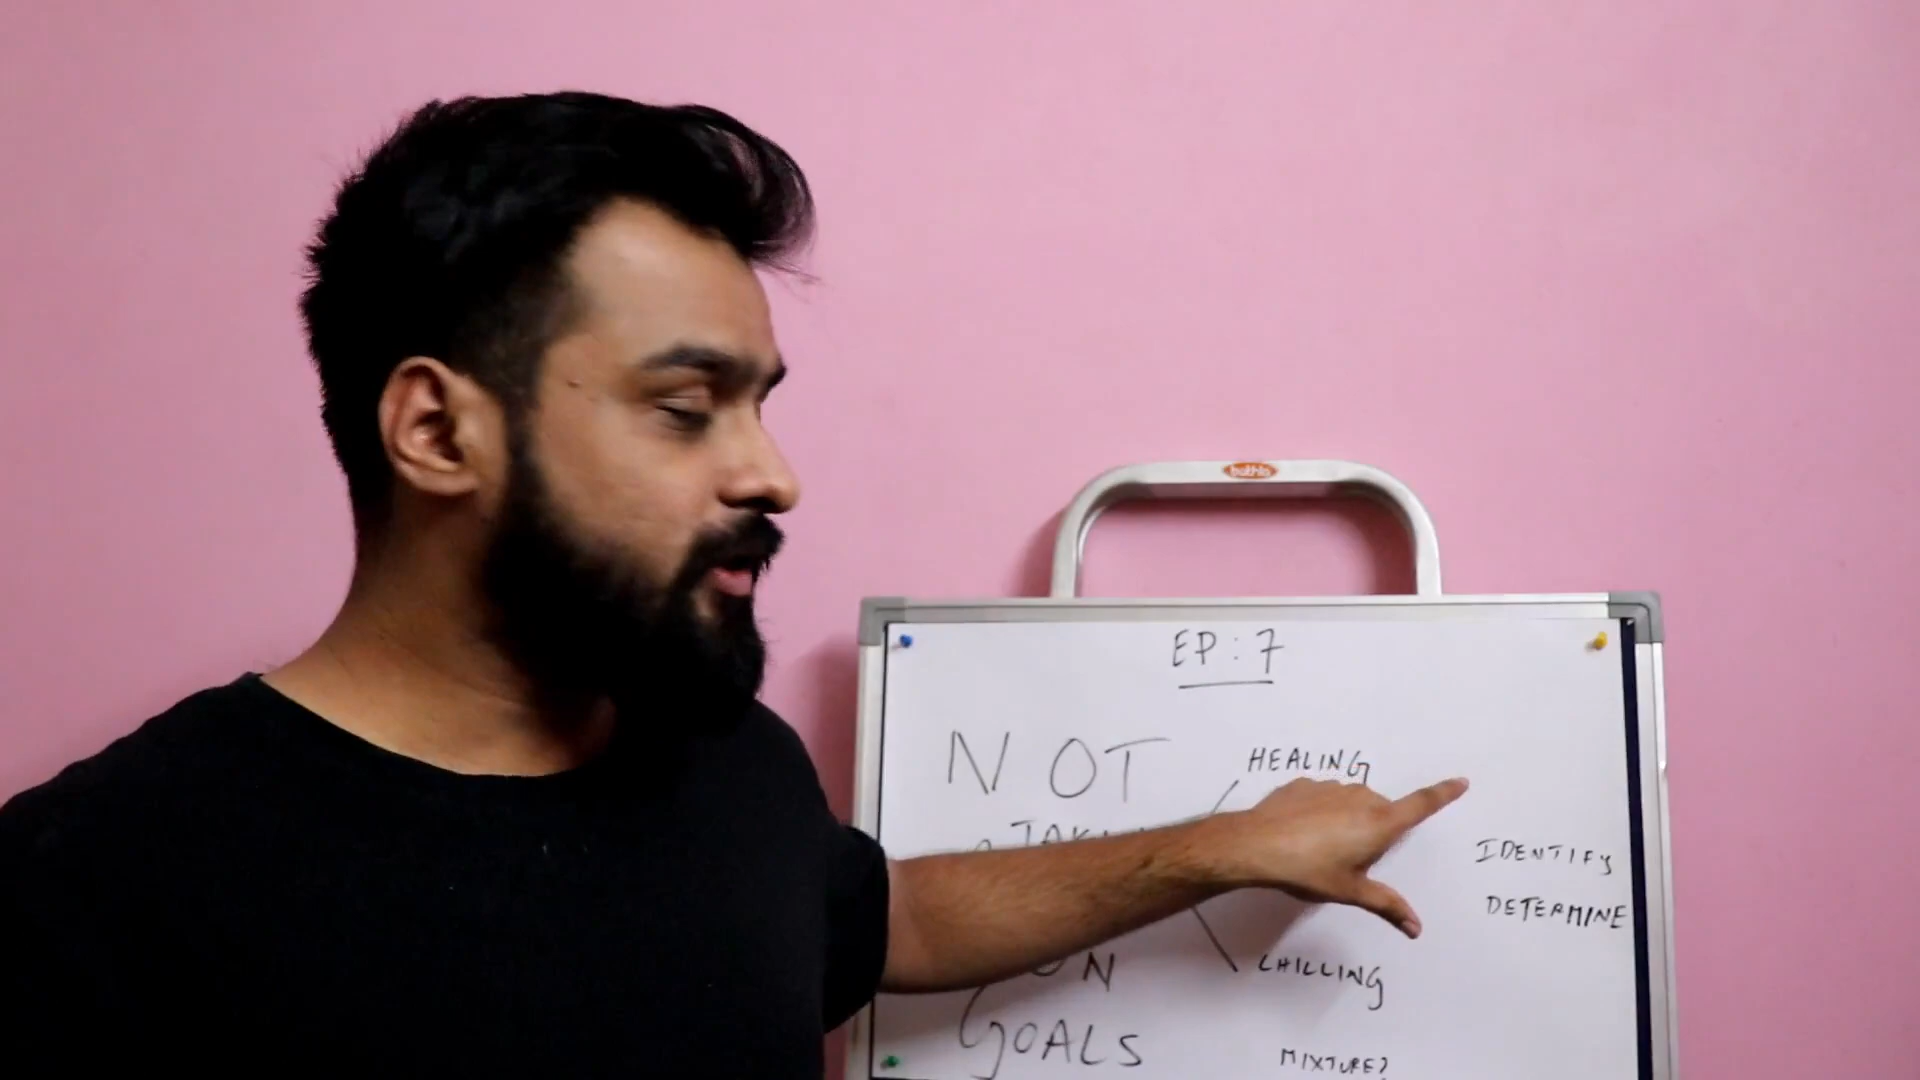 EP : 7
NOT
HEALING
IDENTIFY
DETERMINE
CHILLING
GOALS
MIXTURE?